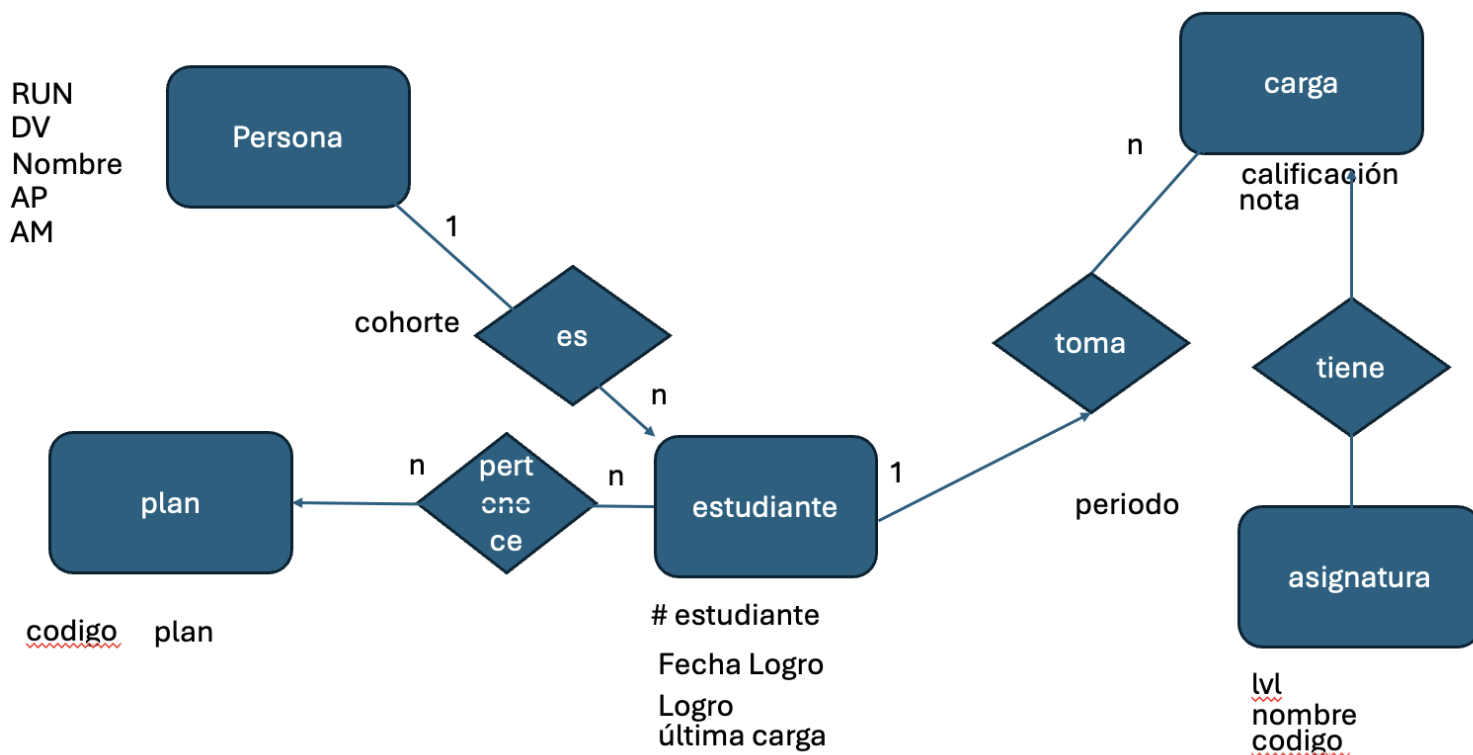 RUN
DV
Nombre
AP
AM
Persona
1
cohorte
es
n
plan
n
pert
ene
ce
n
estudiante
codigo plan
# estudiante
Fecha Logro
Logro
última carga
1
toma
n
periodo
carga
calificación
nota
tiene
asignatura
lvl
nombre
codigo